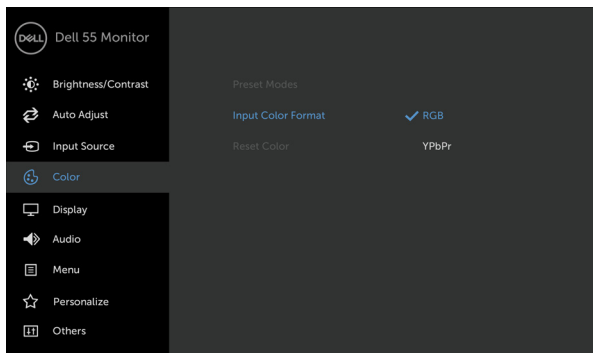 DELL Dell 55 Monitor
Brightness/Contrast
Preset Modes
Auto Adjust
Input Color Format
RGB
Input Source
Reset Color
YPbPr
Color
Display
Audio
Menu
Personalize
Others